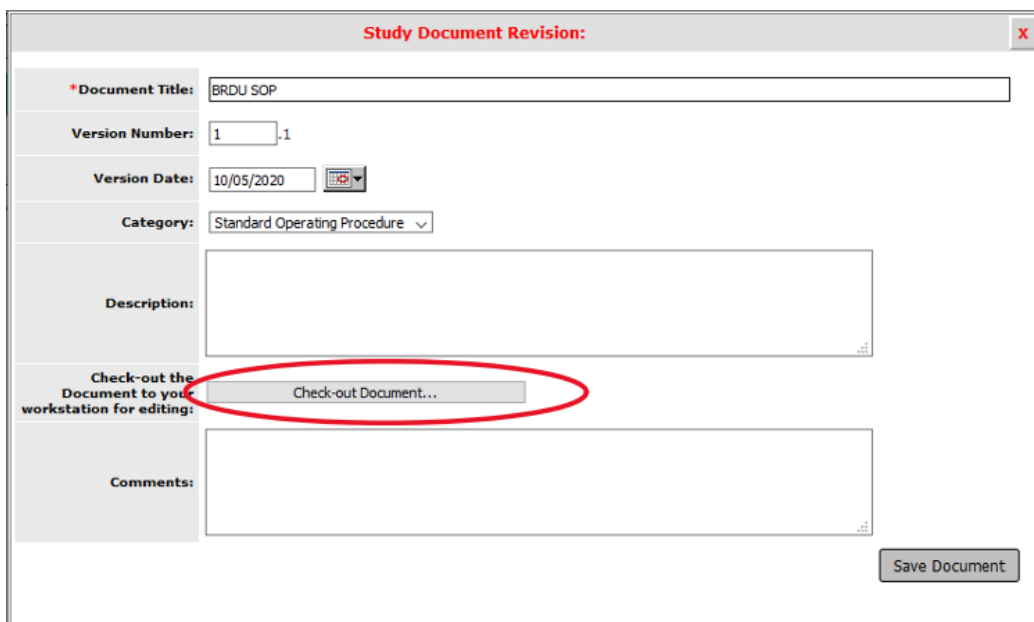 Study Document Revision:
X
*Document Title: BRDU SOP
Version Number: 1 .1
Version Date: 10/05/2020
Category: Standard Operating Procedure
Description:
Check-out the
Document to your
workstation for editing:
Check-out Document...
Comments:
Save Document